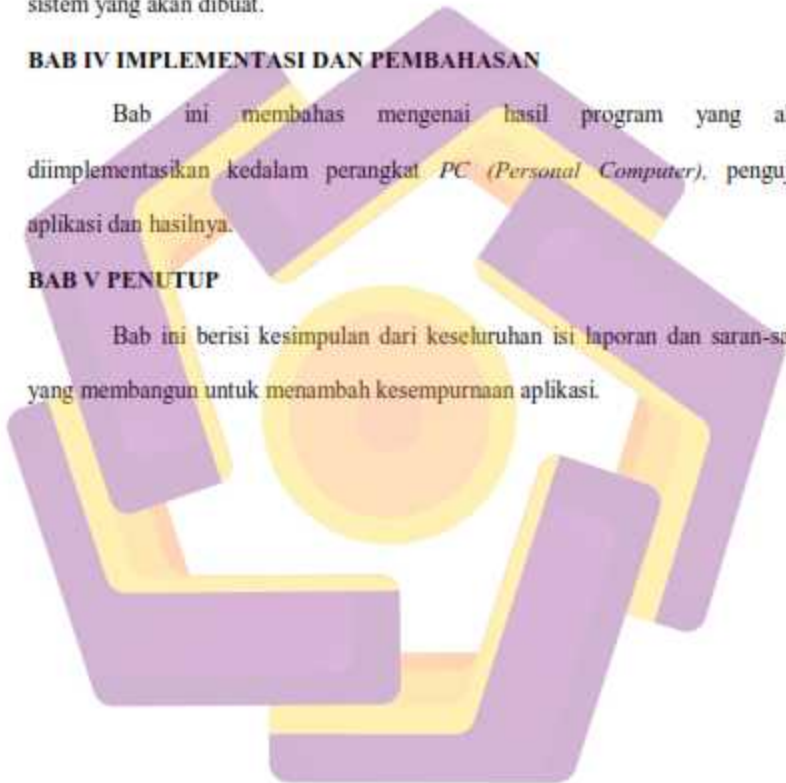 sistem yang akan dibuat.
BAB IV IMPLEMENTASI DAN PEMBAHASAN
Bab ini membahas mengenai hasil program yang
diimplementasikan kedalam perangkat PC (Personal Computer),
aplikasi dan hasilnya.
BAB V PENUTUP
Bab ini berisi kesimpulan dari keseluruhan isi laporan dan
yang membangun untuk menambah kesempurnaan aplikasi.